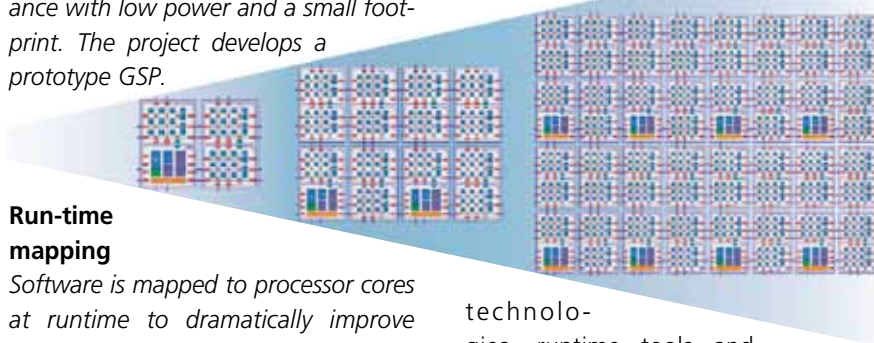 ance with low power and a small foot-
print. The project develops a
prototype GSP.
Run-time
mapping
Software is mapped to processor cores
at runtime to dramatically improve
technolo-
gies, runtime tools and